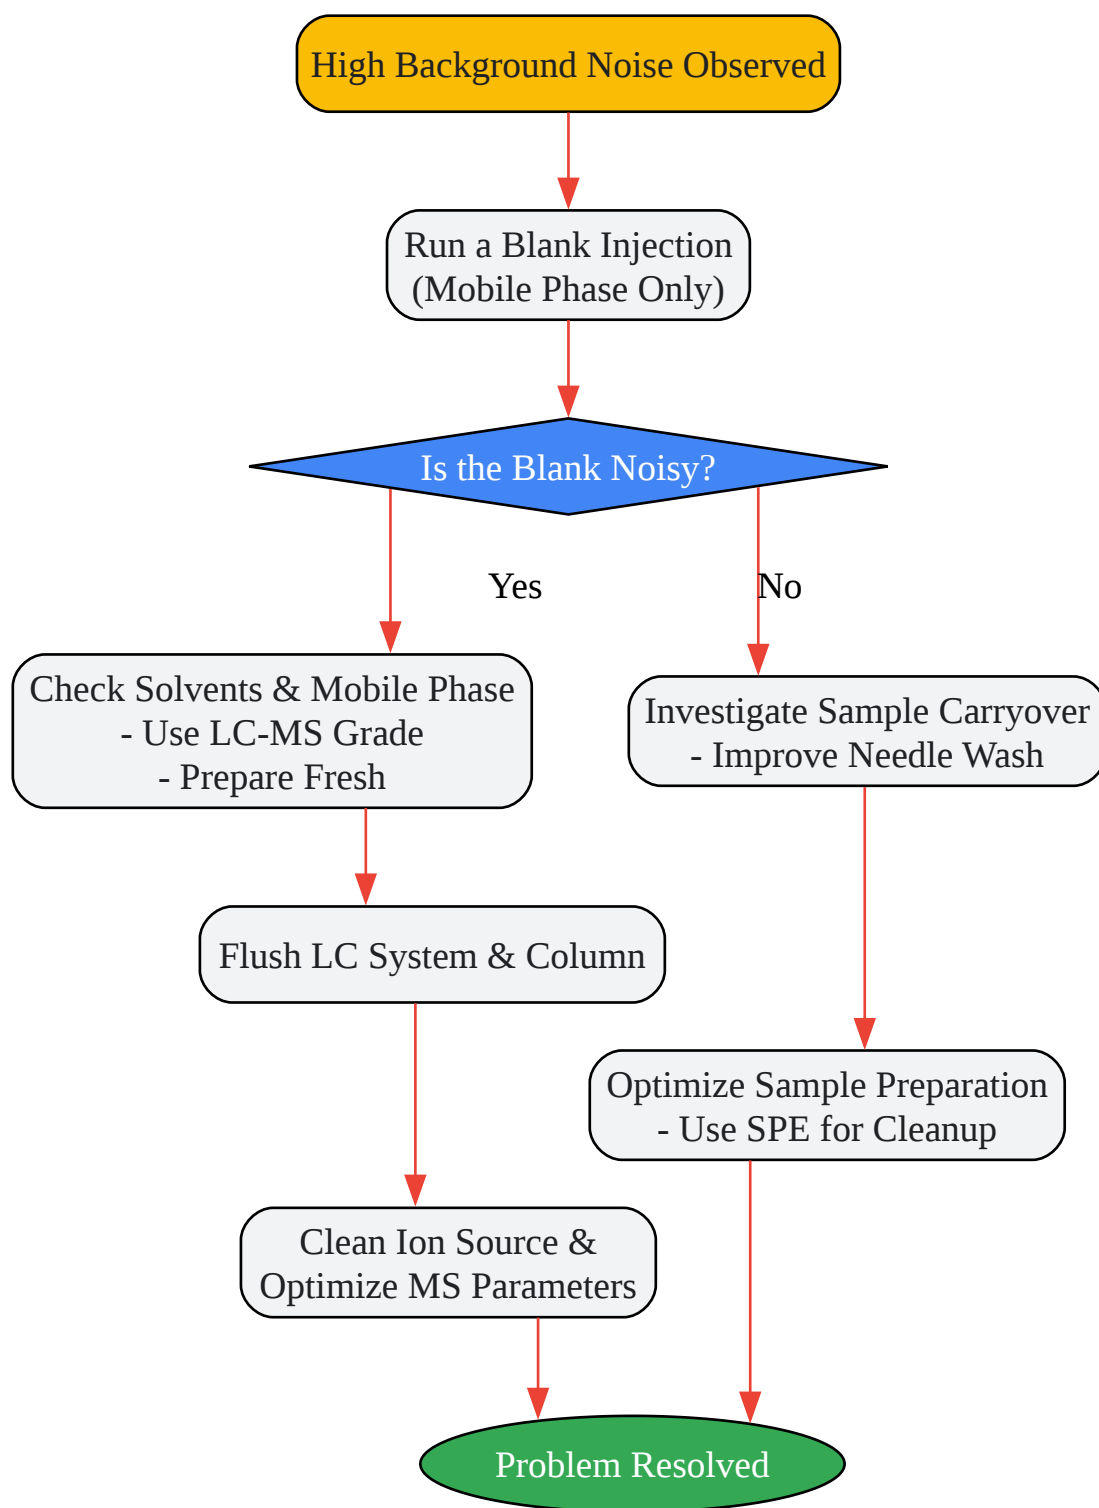 High Background Noise Observed
Run a Blank Injection
(Mobile Phase Only)
Is the Blank Noisy?
Yes
No
Check Solvents & Mobile Phase
- Use LC-MS Grade
- Prepare Fresh
Investigate Sample Carryover
- Improve Needle Wash
Flush LC System & Column
Optimize Sample Preparation
- Use SPE for Cleanup
Clean Ion Source &
Optimize MS Parameters
Problem Resolved